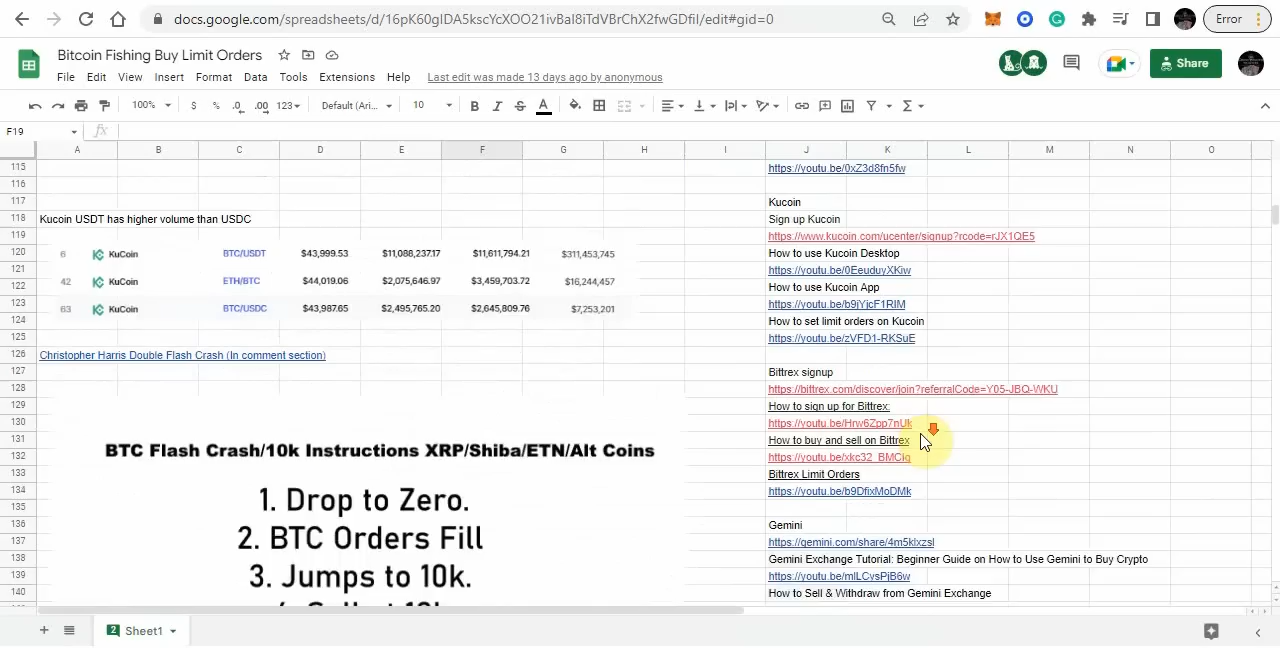 docs.google.com/spreadsheets/d/16pK60gIDA5kscYcXOO21ivBal8iTdVBrChX2fwGDfiI/edit#gid=0
Error
Bitcoin Fishing Buy Limit Orders
File Edit View Insert Format Data Tools Extensions Help Last edit was made 13 days ago by anonymous
Share
100% $ % .0 .00 123 Default (Ari... 10 B I S A
F19 fx
A B C D E F G H I J K L M N O
115 https://youtu.be/0xZ3d8fn5fw
116
117 Kucoin
118 Kucoin USDT has higher volume than USDC Sign up Kucoin
119 https://www.kucoin.com/ucenter/signup?rcode=rJX1QE5
120 6 KuCoin BTC/USDT $43,999.53 $11,088,237.17 $11,611,794.21 $311,453,745 How to use Kucoin Desktop
121 https://youtu.be/0EeuduyXKiw
122 42 KuCoin ETH/BTC $44,019.06 $2,075,646.97 $3,459,703.72 $16,244,457 How to use Kucoin App
123 63 KuCoin BTC/USDC $43,987.65 $2,495,765.20 $2,645,809.76 $7,253,201 https://youtu.be/b9jYjcF1RIM
124 How to set limit orders on Kucoin
125 https://youtu.be/zVFD1-RKSuE
126 Christopher Harris Double Flash Crash (In comment section)
127 Bittrex signup
128 https://bittrex.com/discover/join?referralCode=Y05-JBQ-WKU
129 How to sign up for Bittrex:
130 https://youtu.be/Hrw6Zpp7nUk
131 BTC Flash Crash/10k Instructions XRP/Shiba/ETN/Alt Coins How to buy and sell on Bittrex
132 https://youtu.be/xkc32_BMCkg
133 Bittrex Limit Orders
134 1. Drop to Zero. https://youtu.be/b9DfixMoDMk
135
136 2. BTC Orders Fill Gemini
137 https://gemini.com/share/4m5klxzsl
138 Gemini Exchange Tutorial: Beginner Guide on How to Use Gemini to Buy Crypto
139 3. Jumps to 10k. https://youtu.be/mlLCvsPjB6w
140 How to Sell & Withdraw from Gemini Exchange
2 Sheet1